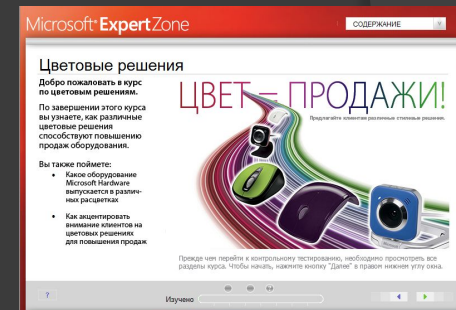 Microsoft® Expert Zone
СОДЕРЖАНИЕ
Цветовые решения
Добро пожаловать в курс
по цветовым решениям.
По завершении этого курса
вы узнаете, как различные
цветовые решения
способствуют повышению
продаж оборудования.
Вы также поймете:
• Какое оборудование
Microsoft Hardware
выпускается в различ-
ных расцветках
• Как акцентировать
внимание клиентов на
цветовых решениях
для повышения продаж
ЦВЕТ — ПРОДАЖИ!
Предлагайте клиентам различные стилевые решения.
Прежде чем перейти к контрольному тестированию, необходимо просмотреть все
разделы курса. Чтобы начать, нажмите кнопку "Далее" в правом нижнем углу окна.
?
Изучено